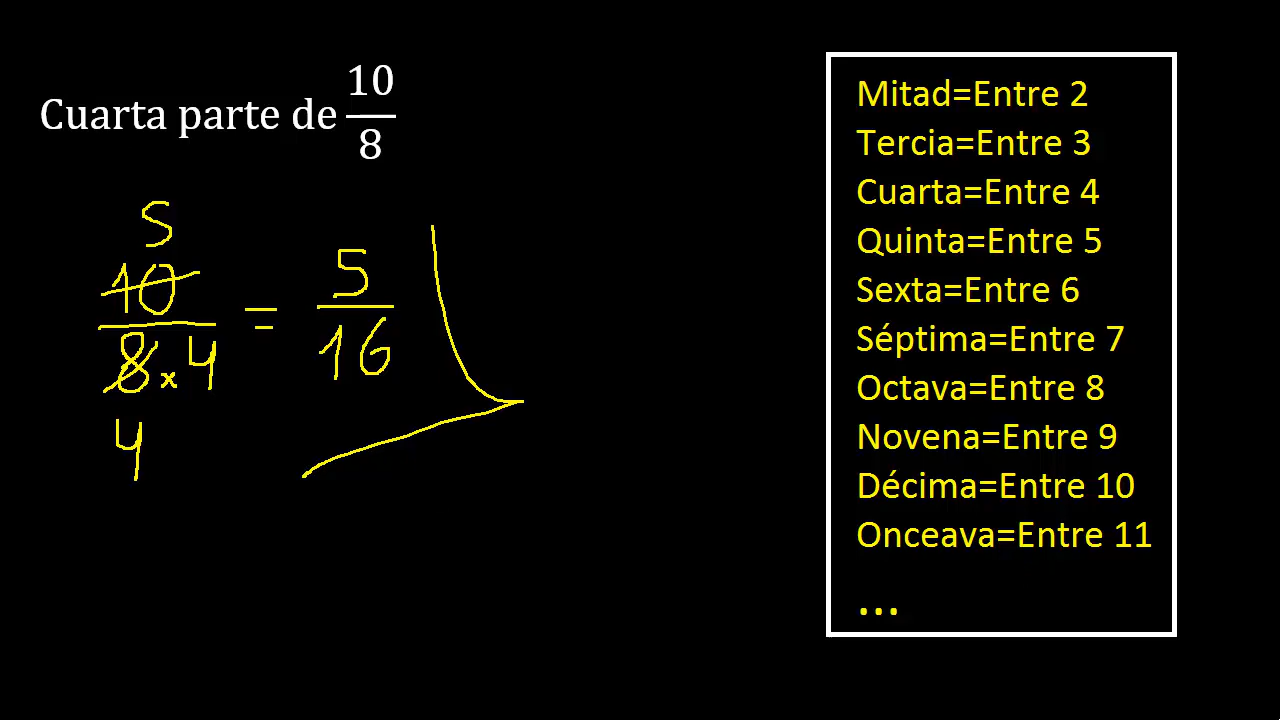 Cuarta parte de 10/8
5
10/8×4 = 5/16
4
Mitad=Entre 2
Tercia=Entre 3
Cuarta=Entre 4
Quinta=Entre 5
Sexta=Entre 6
Séptima=Entre 7
Octava=Entre 8
Novena=Entre 9
Décima=Entre 10
Onceava=Entre 11
...